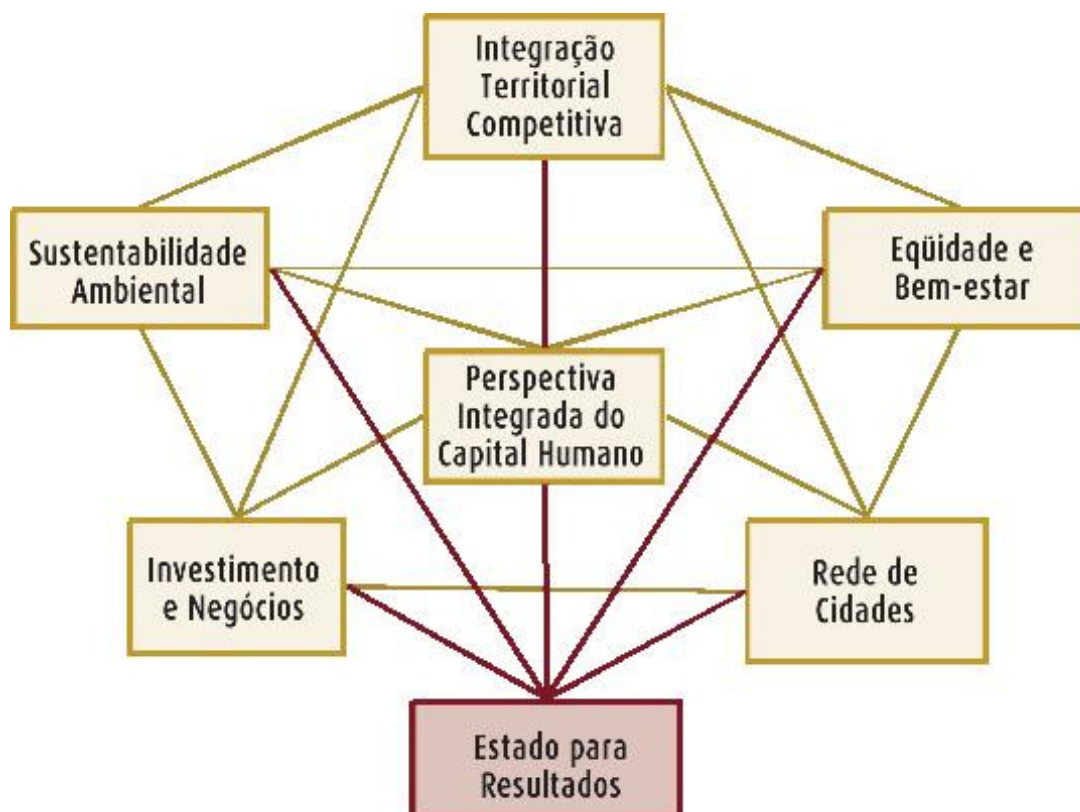 Integração
Territorial
Competitiva
Sustentabilidade
Ambiental
Eqüidade e
Bem-estar
Perspectiva
Integrada do
Capital Humano
Investimento
e Negócios
Rede de
Cidades
Estado para
Resultados